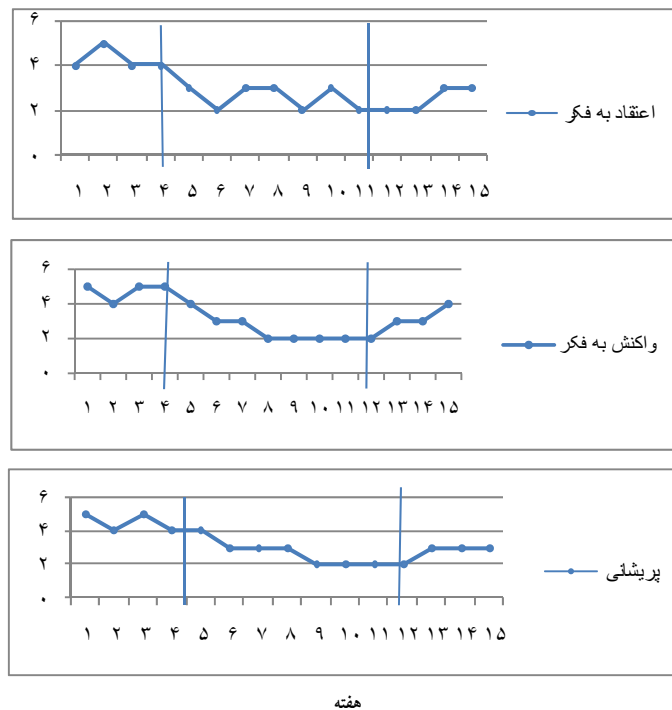 ۶
۴
۲
۰
۱ ۲ ۳ ۴ ۵ ۶ ۷ ۸ ۹ ۱۰ ۱۱ ۱۲ ۱۳ ۱۴ ۱۵
اعتقاد به فکر
۶
۴
۲
۰
۱ ۲ ۳ ۴ ۵ ۶ ۷ ۸ ۹ ۱۰ ۱۱ ۱۲ ۱۳ ۱۴ ۱۵
واکنش به فکر
۶
۴
۲
۰
۱ ۲ ۳ ۴ ۵ ۶ ۷ ۸ ۹ ۱۰ ۱۱ ۱۲ ۱۳ ۱۴ ۱۵
پریشانی
هفته